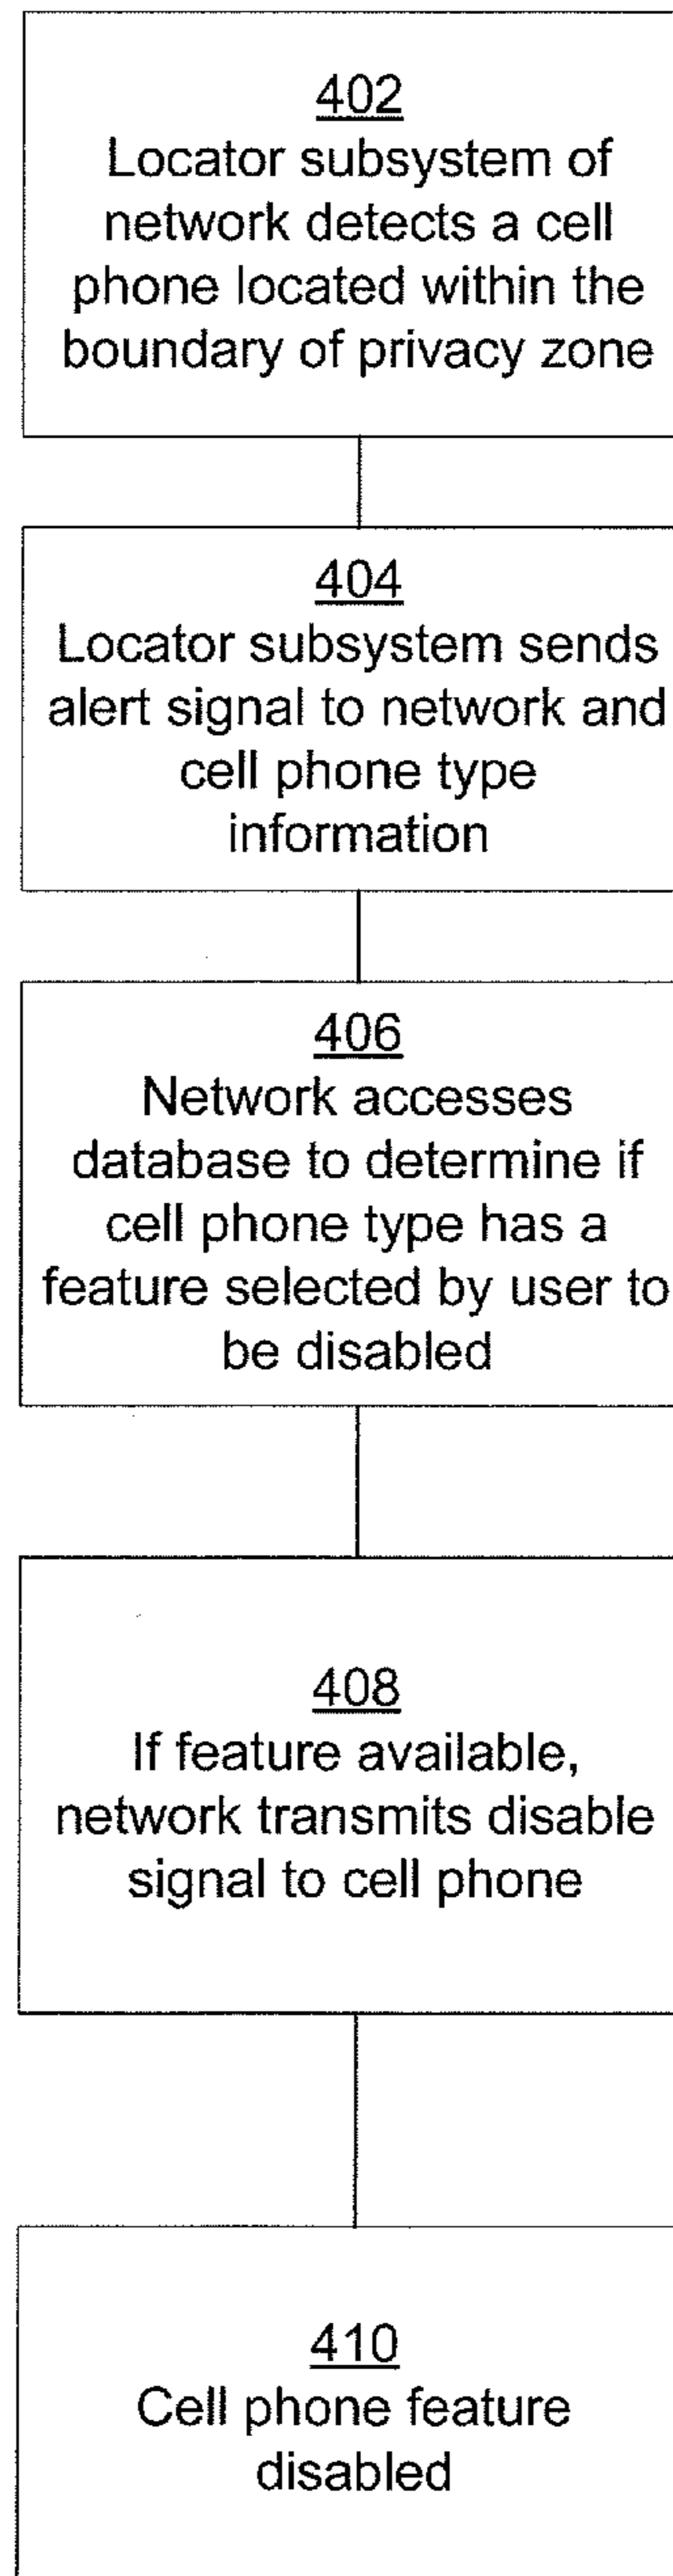 402
Locator subsystem of
network detects a cell
phone located within the
boundary of privacy zone
404
Locator subsystem sends
alert signal to network and
cell phone type
information
406
Network accesses
database to determine if
cell phone type has a
feature selected by user to
be disabled
408
If feature available,
network transmits disable
signal to cell phone
410
Cell phone feature
disabled